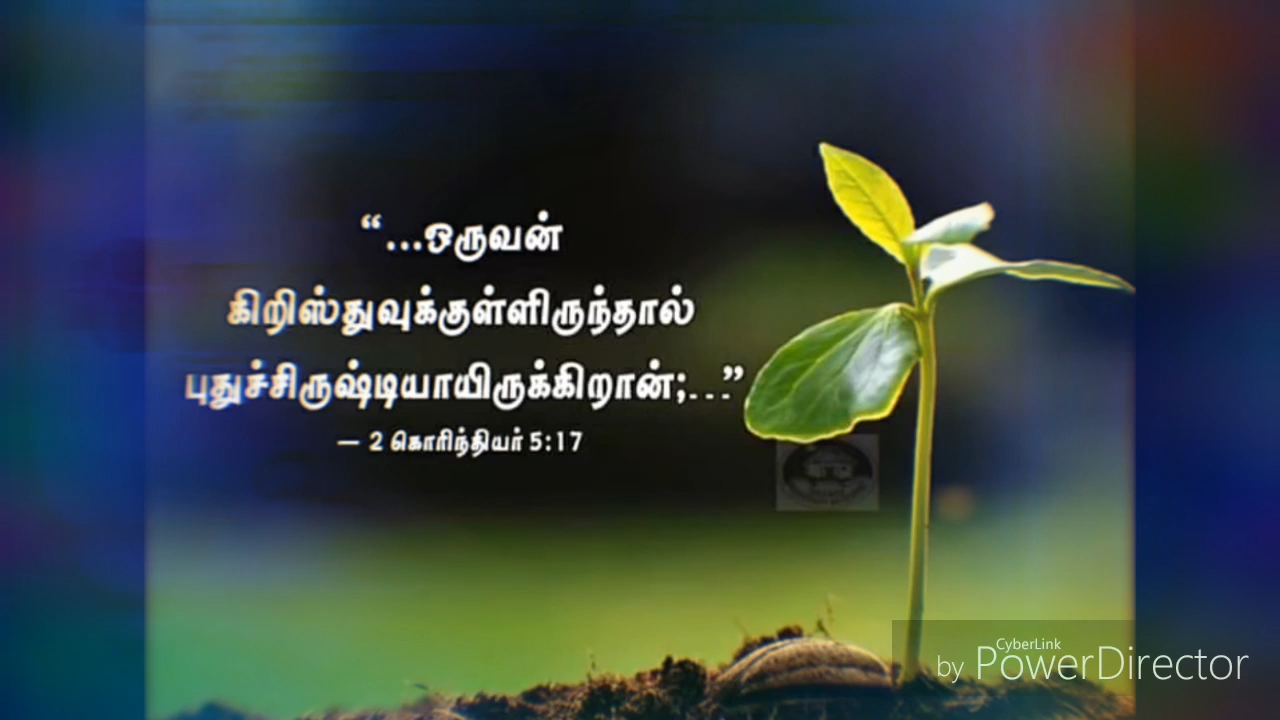 “...ஒருவன்
கிறிஸ்துவுக்குள்ளிருந்தால்
புதுச்சிருஷ்டியாயிருக்கிறான்;...”
– 2 கொரிந்தியர் 5:17
CyberLink
by PowerDirector